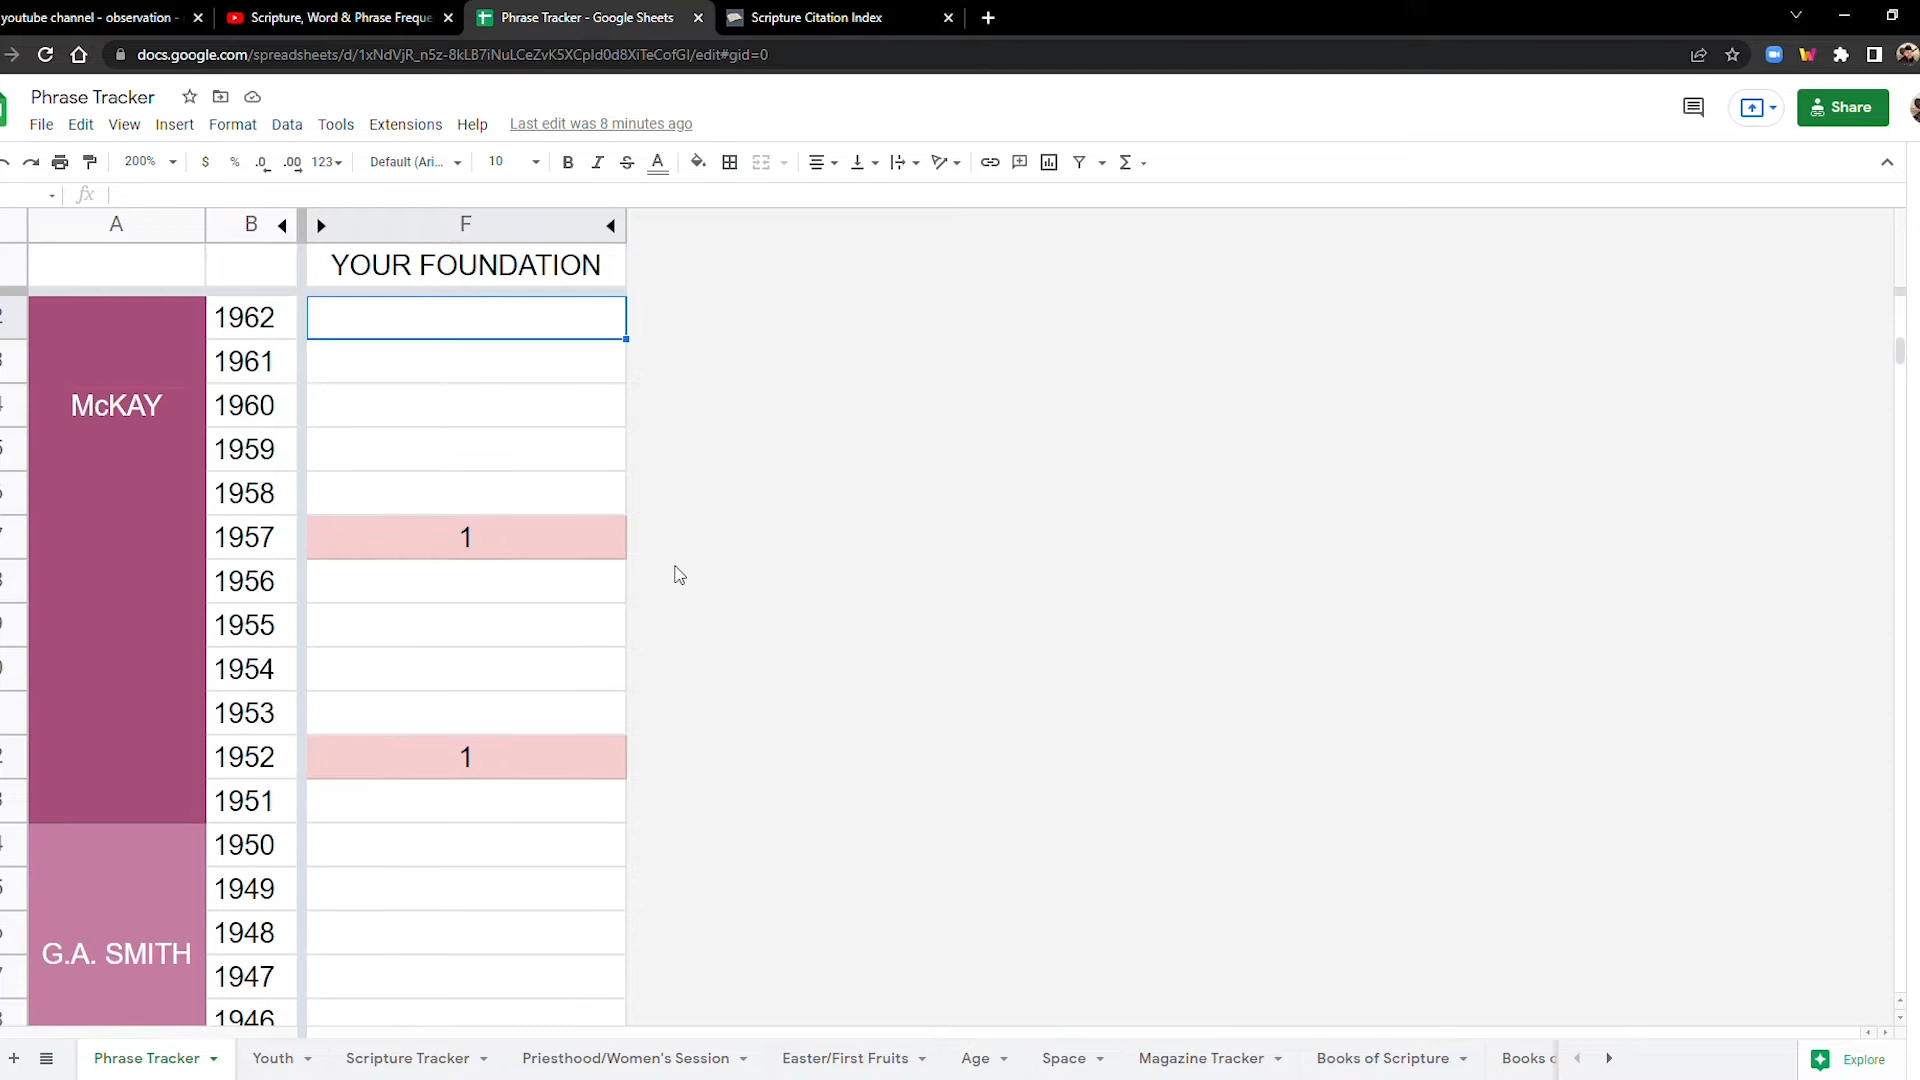 youtube channel - observation -
Scripture, Word & Phrase Freque
Phrase Tracker - Google Sheets
Scripture Citation Index
docs.google.com/spreadsheets/d/1xNdVjR_n5z-8kLB7iNuLCeZvK5XCpId0d8XiTeCofGI/edit#gid=0
Phrase Tracker
File Edit View Insert Format Data Tools Extensions Help Last edit was 8 minutes ago
Share
200% $ % .0 .00 123 Default (Ari... 10 B I S A Σ
fx
A B F
YOUR FOUNDATION
1962
1961
McKAY 1960
1959
1958
1957 1
1956
1955
1954
1953
1952 1
1951
1950
1949
1948
G.A. SMITH
1947
1946
Phrase Tracker Youth Scripture Tracker Priesthood/Women's Session Easter/First Fruits Age Space Magazine Tracker Books of Scripture Books
Explore